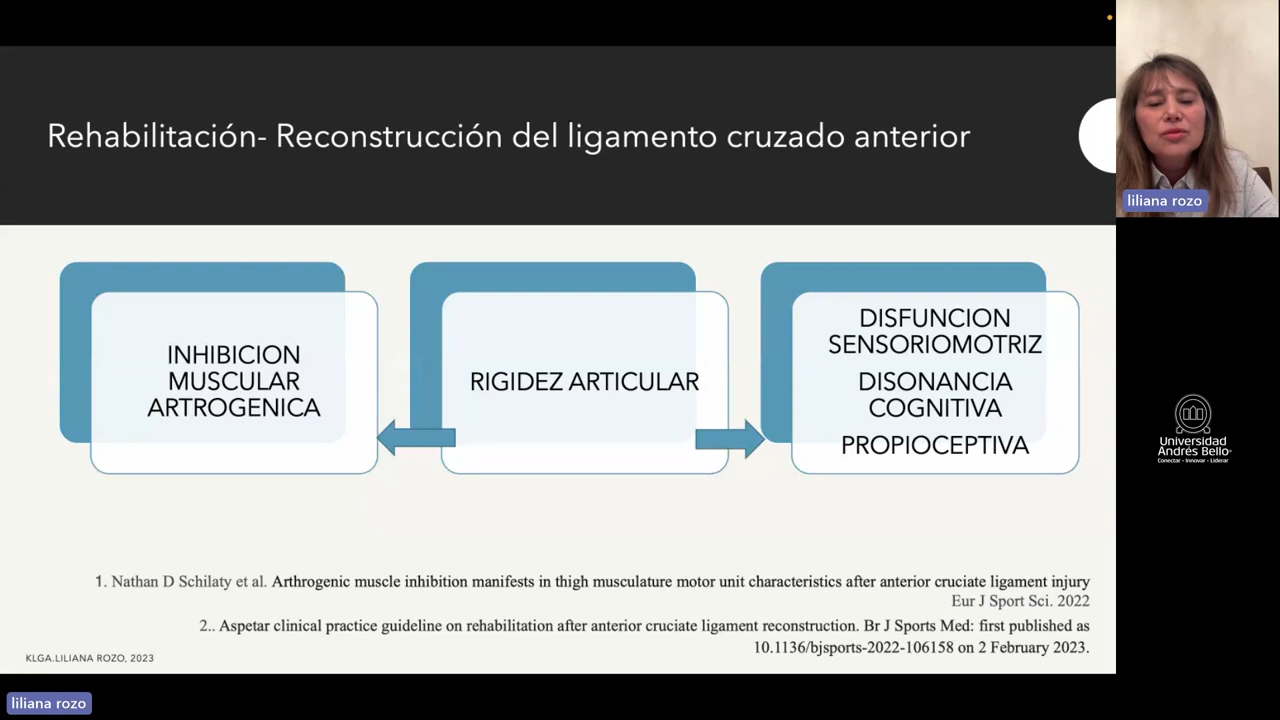 Rehabilitación- Reconstrucción del ligamento cruzado anterior
liliana rozo
INHIBICION
MUSCULAR
ARTROGENICA
RIGIDEZ ARTICULAR
DISFUNCION
SENSORIOMOTRIZ
DISONANCIA
COGNITIVA
PROPIOCEPTIVA
Universidad
Andrés Bello
Conectar - Innovar - Liderar
1. Nathan D Schilaty et al. Arthrogenic muscle inhibition manifests in thigh musculature motor unit characteristics after anterior cruciate ligament injury
Eur J Sport Sci. 2022
2.. Aspetar clinical practice guideline on rehabilitation after anterior cruciate ligament reconstruction. Br J Sports Med: first published as
10.1136/bjsports-2022-106158 on 2 February 2023.
KLGA.LILIANA ROZO, 2023
liliana rozo